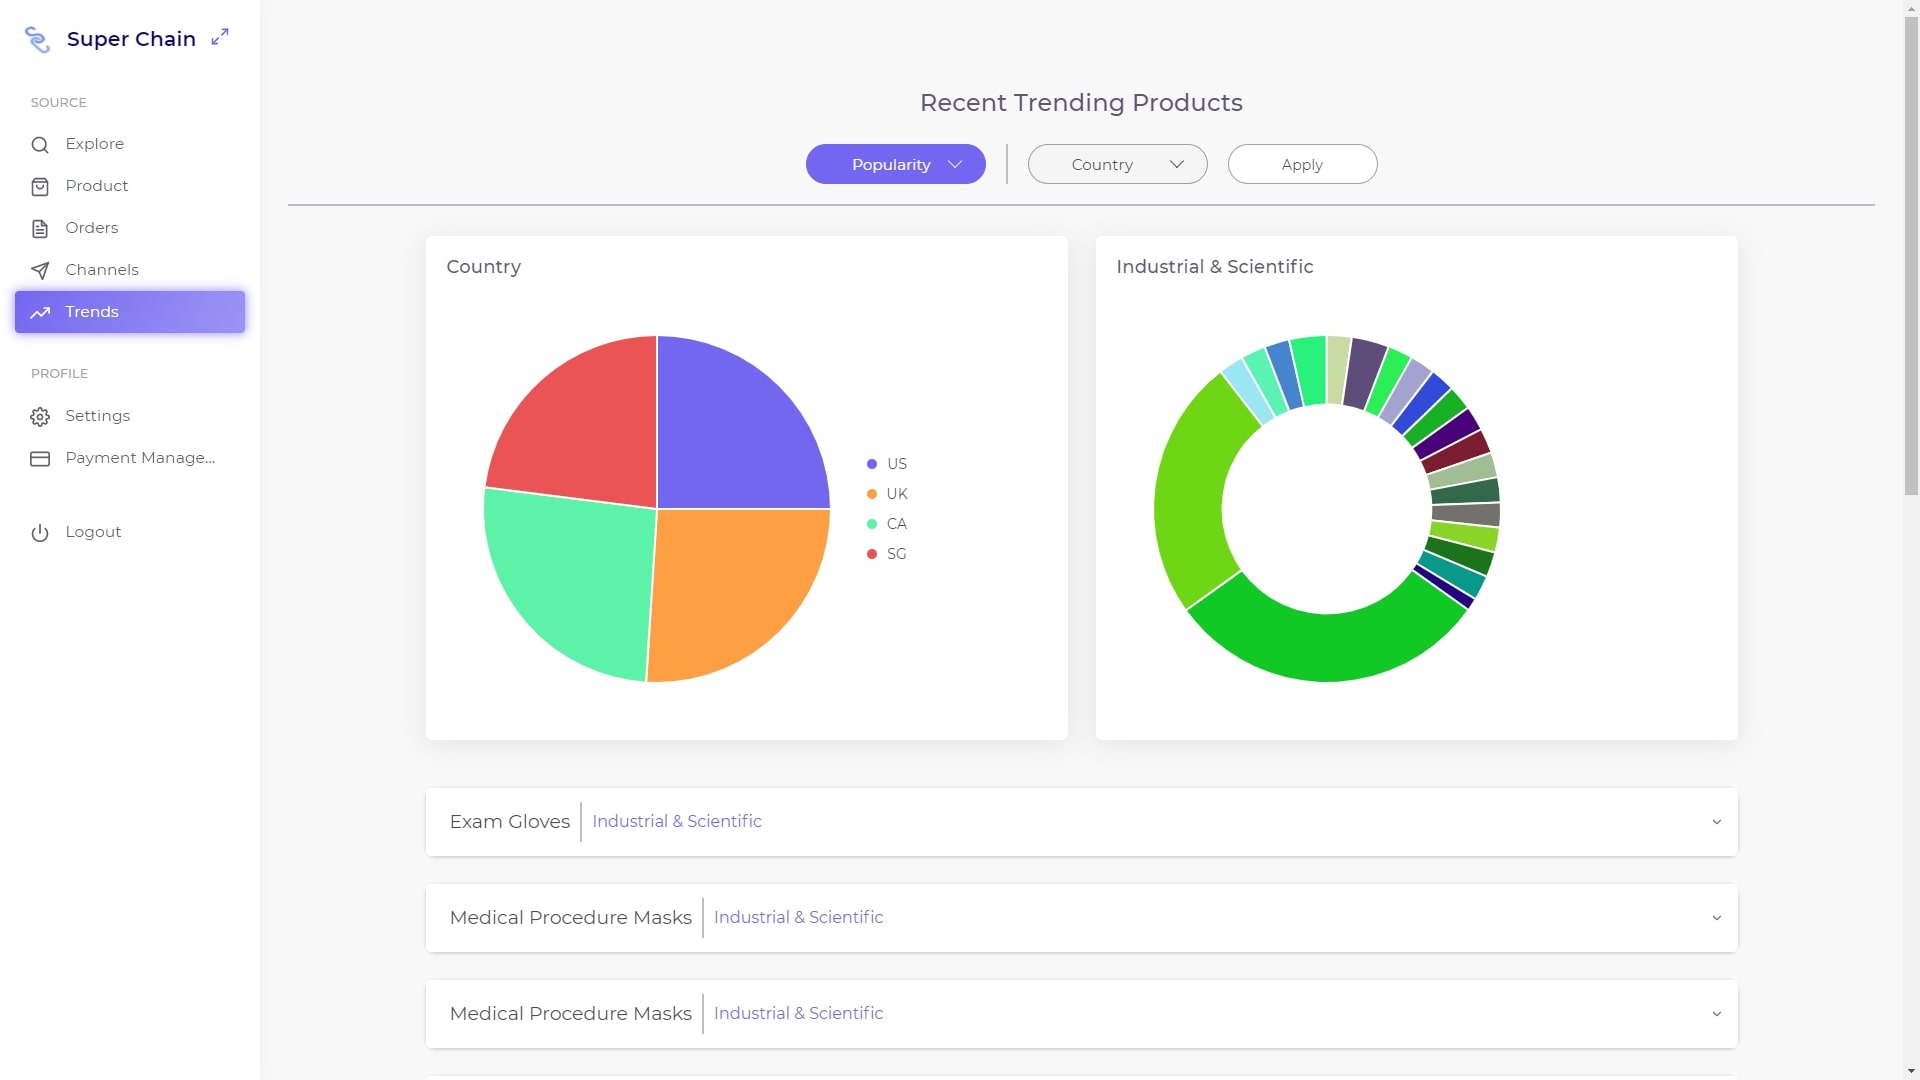 Super Chain
SOURCE
Explore
Product
Orders
Channels
Trends
PROFILE
Settings
Payment Manage...
Logout
Recent Trending Products
Popularity
Country
Apply
Country
US
UK
CA
SG
Industrial & Scientific
Exam Gloves
Industrial & Scientific
Medical Procedure Masks
Industrial & Scientific
Medical Procedure Masks
Industrial & Scientific